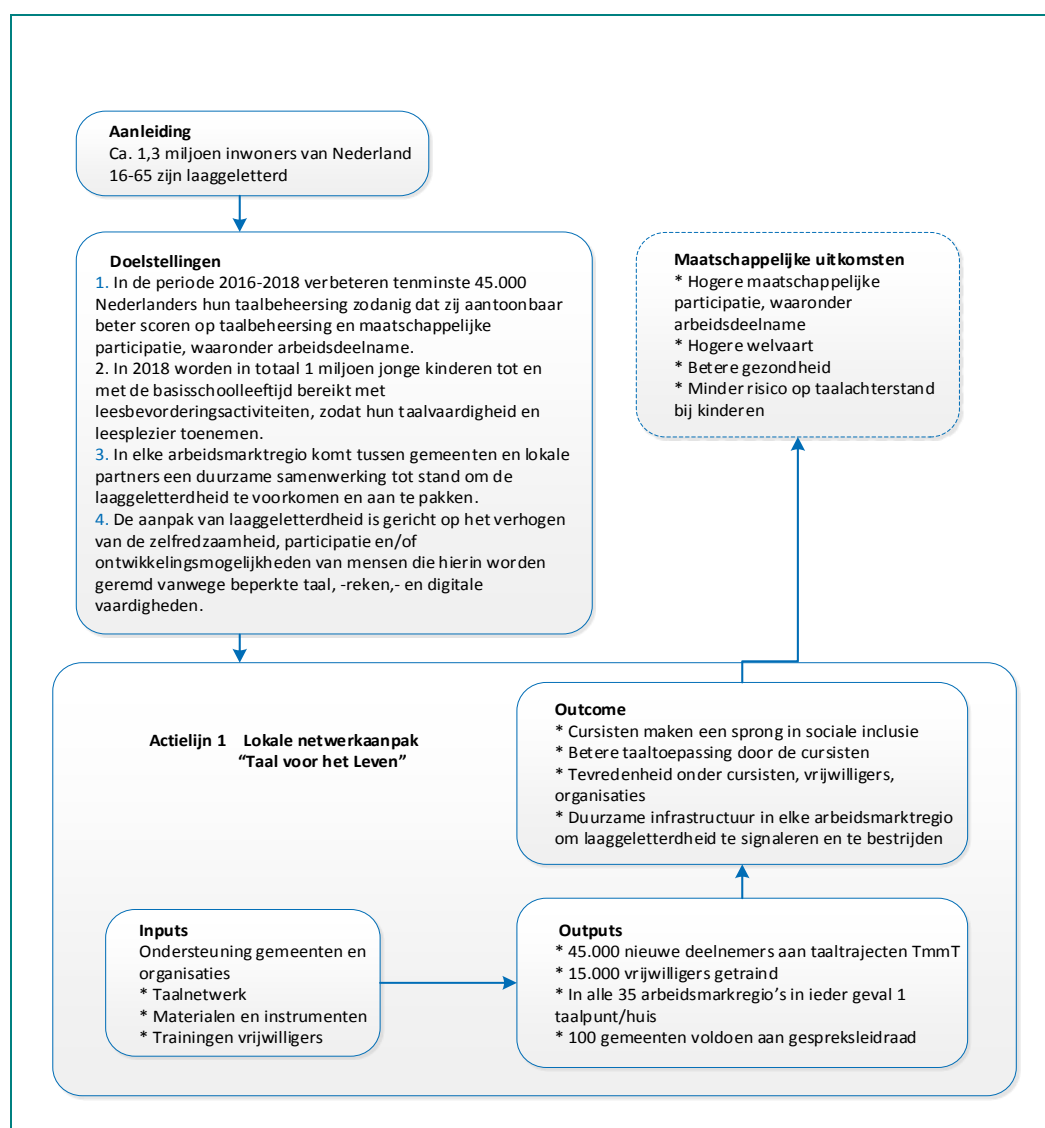 Aanleiding
Ca. 1,3 miljoen inwoners van Nederland
16-65 zijn laaggeletterd
Doelstellingen
1. In de periode 2016-2018 verbeteren tenminste 45.000
Nederlanders hun taalbeheersing zodanig dat zij aantoonbaar
beter scoren op taalbeheersing en maatschappelijke
participatie, waaronder arbeidsdeelname.
2. In 2018 worden in totaal 1 miljoen jonge kinderen tot en
met de basisschoolleeftijd bereikt met
leesbevorderingsactiviteiten, zodat hun taalvaardigheid en
leesplezier toenemen.
3. In elke arbeidsmarktregio komt tussen gemeenten en lokale
partners een duurzame samenwerking tot stand om de
laaggeletterdheid te voorkomen en aan te pakken.
4. De aanpak van laaggeletterdheid is gericht op het verhogen
van de zelfredzaamheid, participatie en/of
ontwikkelingsmogelijkheden van mensen die hierin worden
geremd vanwege beperkte taal, -reken,- en digitale
vaardigheden.
Maatschappelijke uitkomsten
* Hogere maatschappelijke
participatie, waaronder
arbeidsdeelname
* Hogere welvaart
* Betere gezondheid
* Minder risico op taalachterstand
bij kinderen
Actielijn 1 Lokale netwerkaanpak
“Taal voor het Leven”
Outcome
* Cursisten maken een sprong in sociale inclusie
* Betere taaltoepassing door de cursisten
* Tevredenheid onder cursisten, vrijwilligers,
organisaties
* Duurzame infrastructuur in elke arbeidsmarktregio
om laaggeletterdheid te signaleren en te bestrijden
Inputs
Ondersteuning gemeenten en
organisaties
* Taalnetwerk
* Materialen en instrumenten
* Trainingen vrijwilligers
Outputs
* 45.000 nieuwe deelnemers aan taaltrajecten TmmT
* 15.000 vrijwilligers getraind
* In alle 35 arbeidsmarkregio’s in ieder geval 1
taalpunt/huis
* 100 gemeenten voldoen aan gespreksleidraad